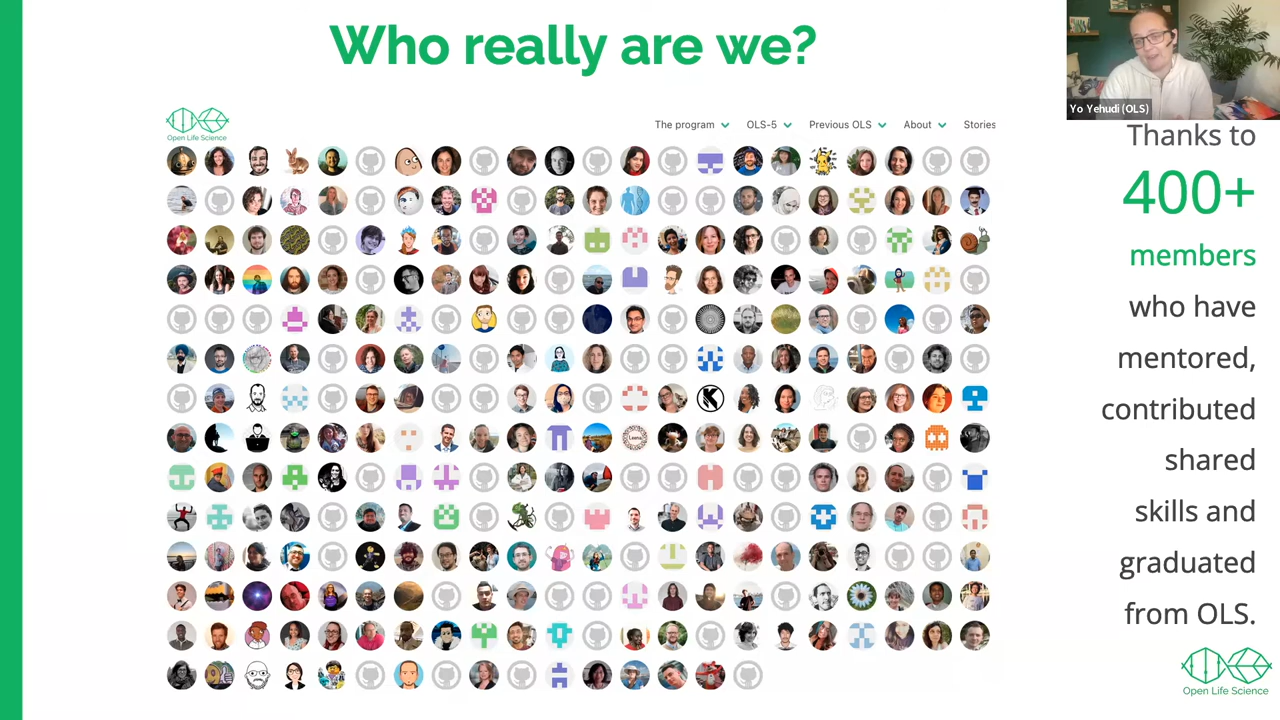 Who really are we?
Open Life Science
The program
OLS-5
Previous OLS
About
Stories
Yo Yehudi (OLS)
Thanks to
400+
members
who have
mentored,
contributed
shared
skills and
graduated
from OLS.
Open Life Science